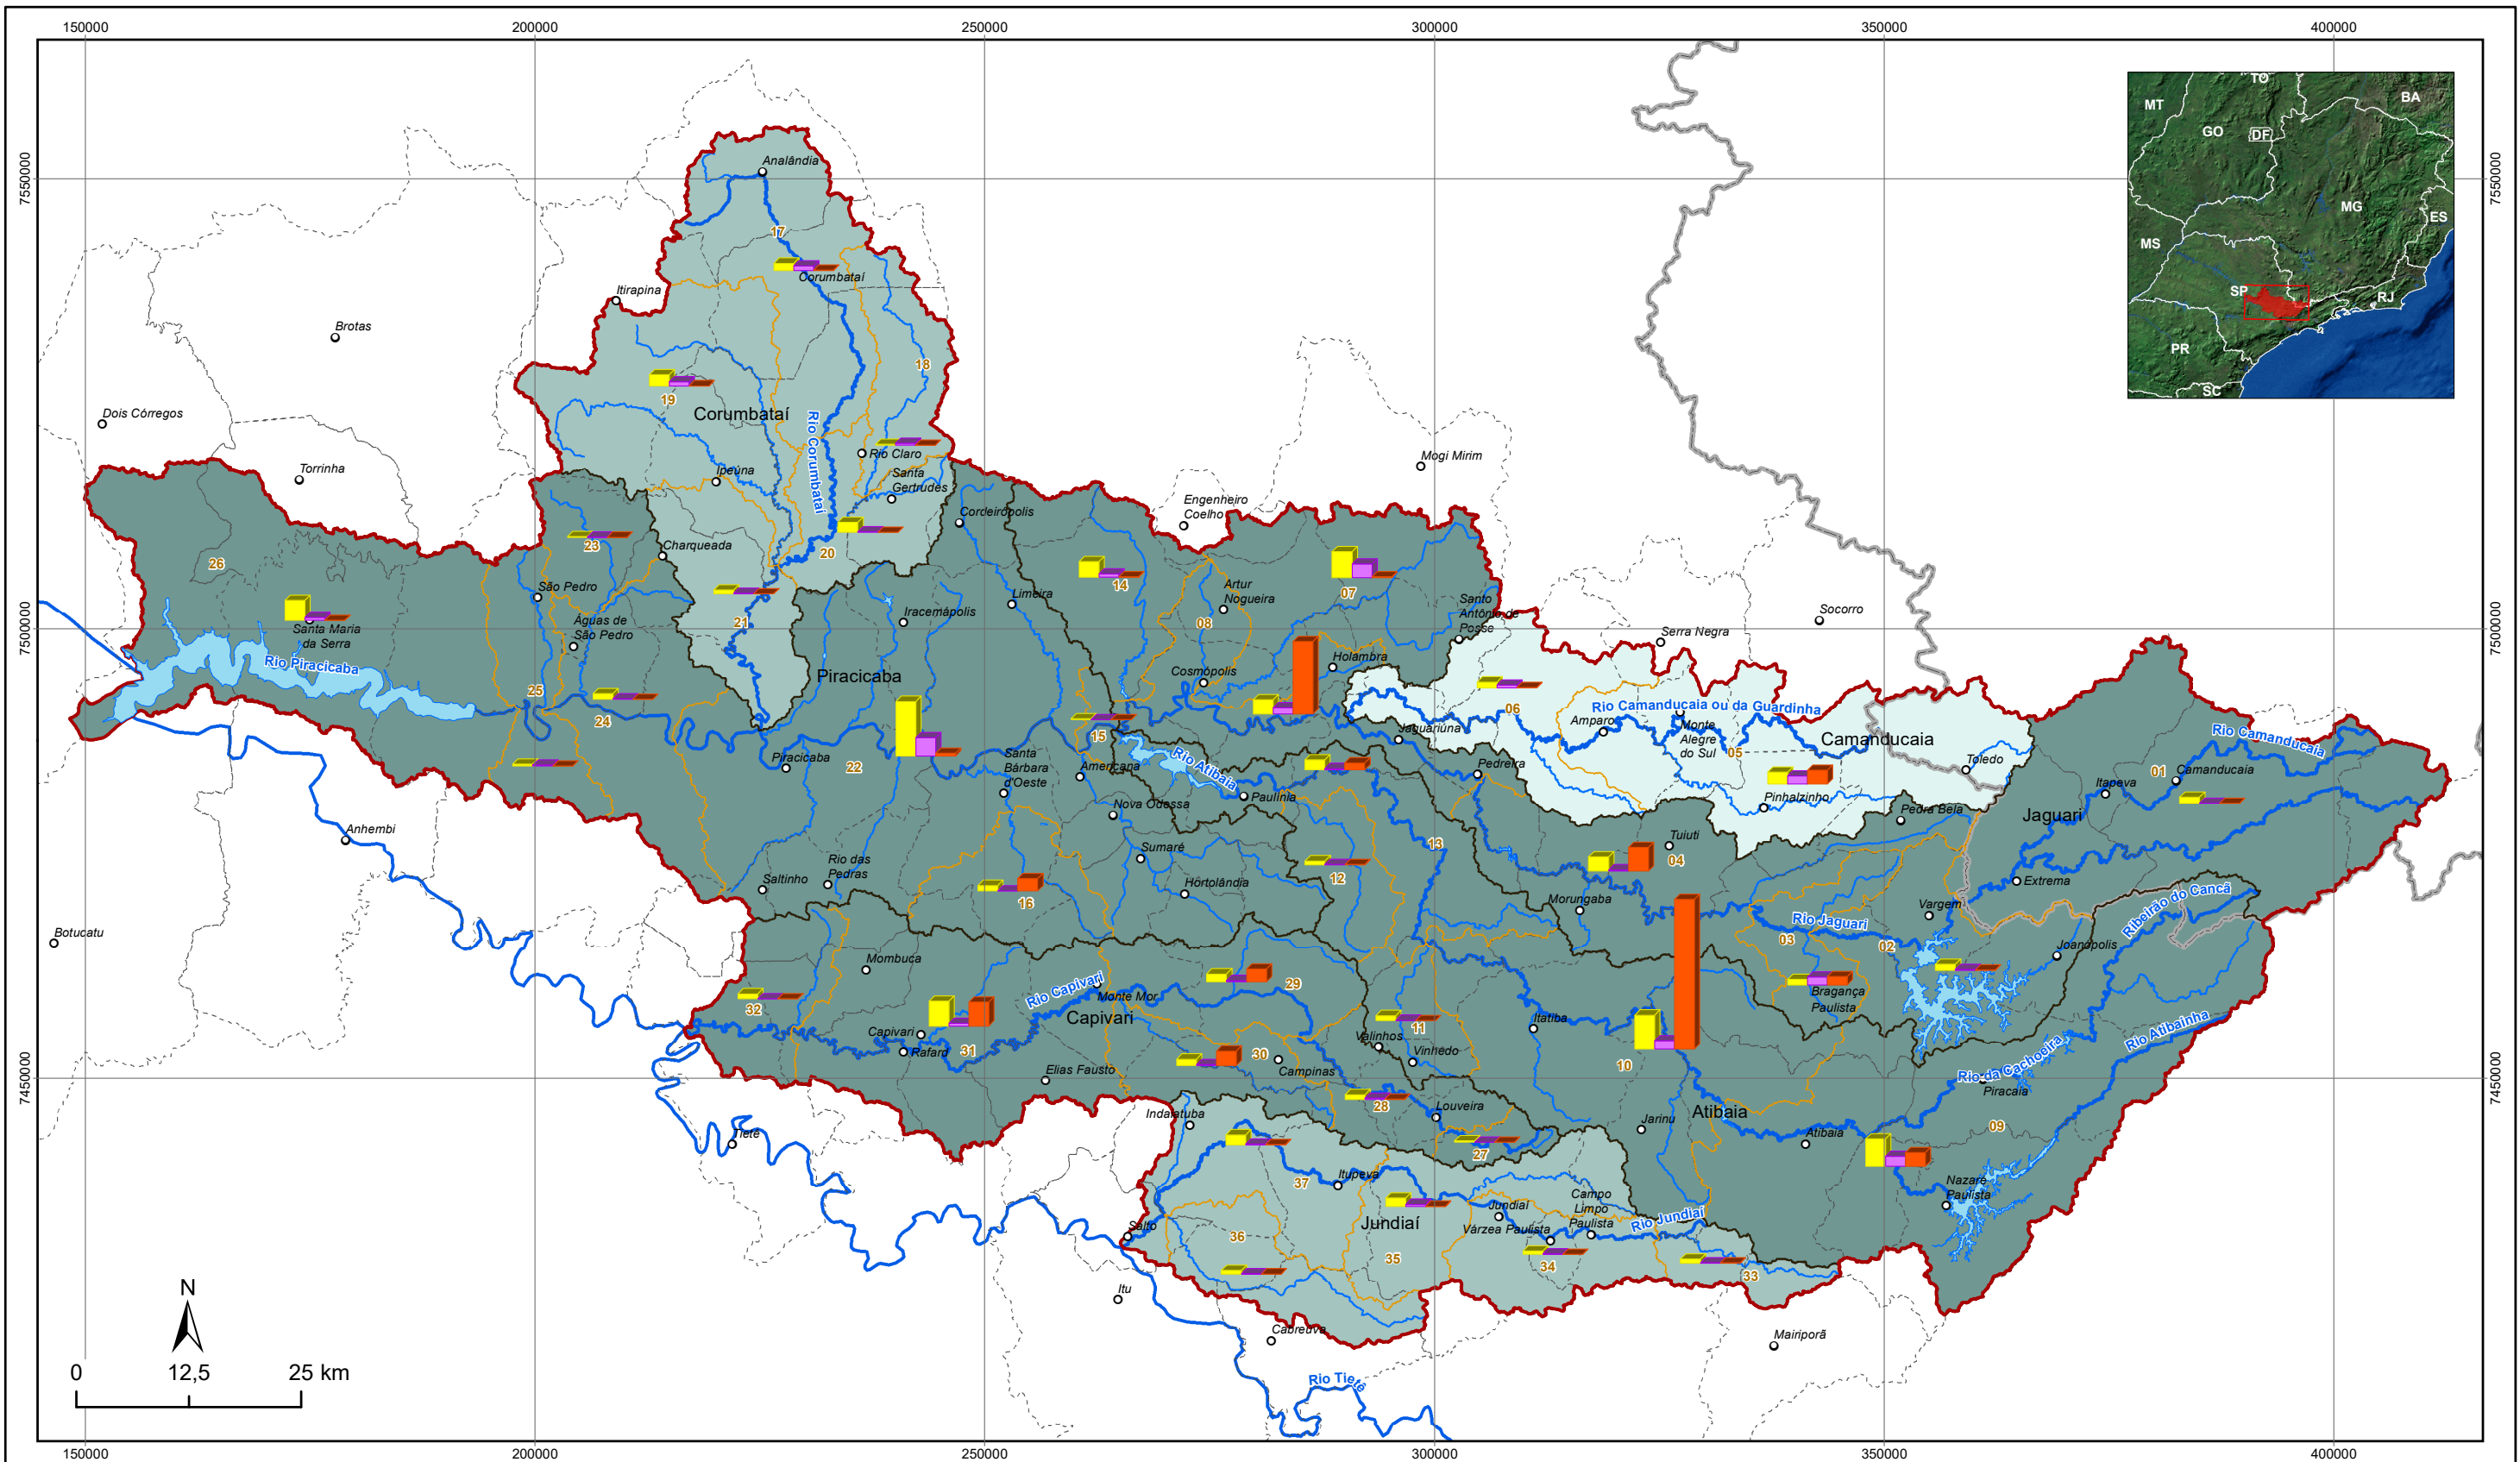 150000
200000
250000
300000
350000
400000
7550000
7550000
TO
MT
BA
GO
DF
MG
ES
MS
SP
RJ
PR
SC
Analândia
17
Corumbataí
Itirapina
Brotas
18
19
Corumbataí
Rio Corumbataí
Dois Córregos
Rio Claro
Mogi Mirim
Torrinha
Ipeúna
Santa
Gertrudes
Engenheiro
Coelho
Cordeirópolis
23
Charqueada
20
26
14
07
São Pedro
Artur
Nogueira
Limeira
Santo
Antônio de
Posse
Socorro
Iracemápolis
7500000
7500000
Águas de
São Pedro
21
08
Santa Maria
da Serra
Serra Negra
Rio Piracicaba
Piracicaba
Cosmópolis
Holambra
25
24
06
Rio Camanducaia ou da Guardinha
Amparo
Monte
Alegre
do Sul
05
Camanducaia
Rio Camanducaia
15
Jaguariúna
Santa
Bárbara
d'Oeste
Piracicaba
22
Americana
Rio Atibaia
Pedreira
Toledo
01
Camanducaia
Itapeva
Paulínia
Nova Odessa
Pinhalzinho
Pedra Bela
Jaguari
Anhembi
Tuiuti
04
13
Sumaré
Rio das
Pedras
Saltinho
Hortolândia
12
Extrema
16
Morungaba
Ribeirão do Cancã
Vargem
Rio Jaguari
Botucatu
03
02
Joanópolis
Mombuca
29
Rio Capivari
Monte Mor
Bragança
Paulista
32
Capivari
Capivari
11
Itatiba
Rio Atibainha
Valinhos
Rafard
31
30
Vinhedo
Campinas
10
Rio da Cachoeira
Elias Fausto
7450000
7450000
Piracaia
28
Louveira
Indaiatuba
Atibaia
Jarinu
Atibaia
09
Tietê
27
Itupeva
37
Nazaré
Paulista
Campo
Limpo
Paulista
Jundiaí
Jundiaí
Várzea Paulista
Rio Jundiaí
Salto
36
35
34
33
N
Itu
Cabreúva
Mairiporã
0
12,5
25 km
Rio Tietê
150000
200000
250000
300000
350000
400000